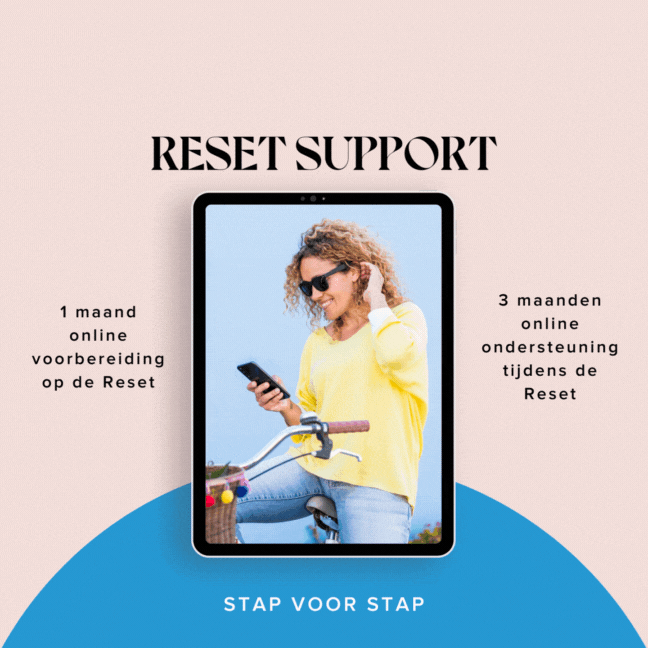 RESET SUPPORT
1 maand
online
voorbereiding
op de Reset
3 maanden
online
ondersteuning
tijdens de
Reset
STAP VOOR STAP